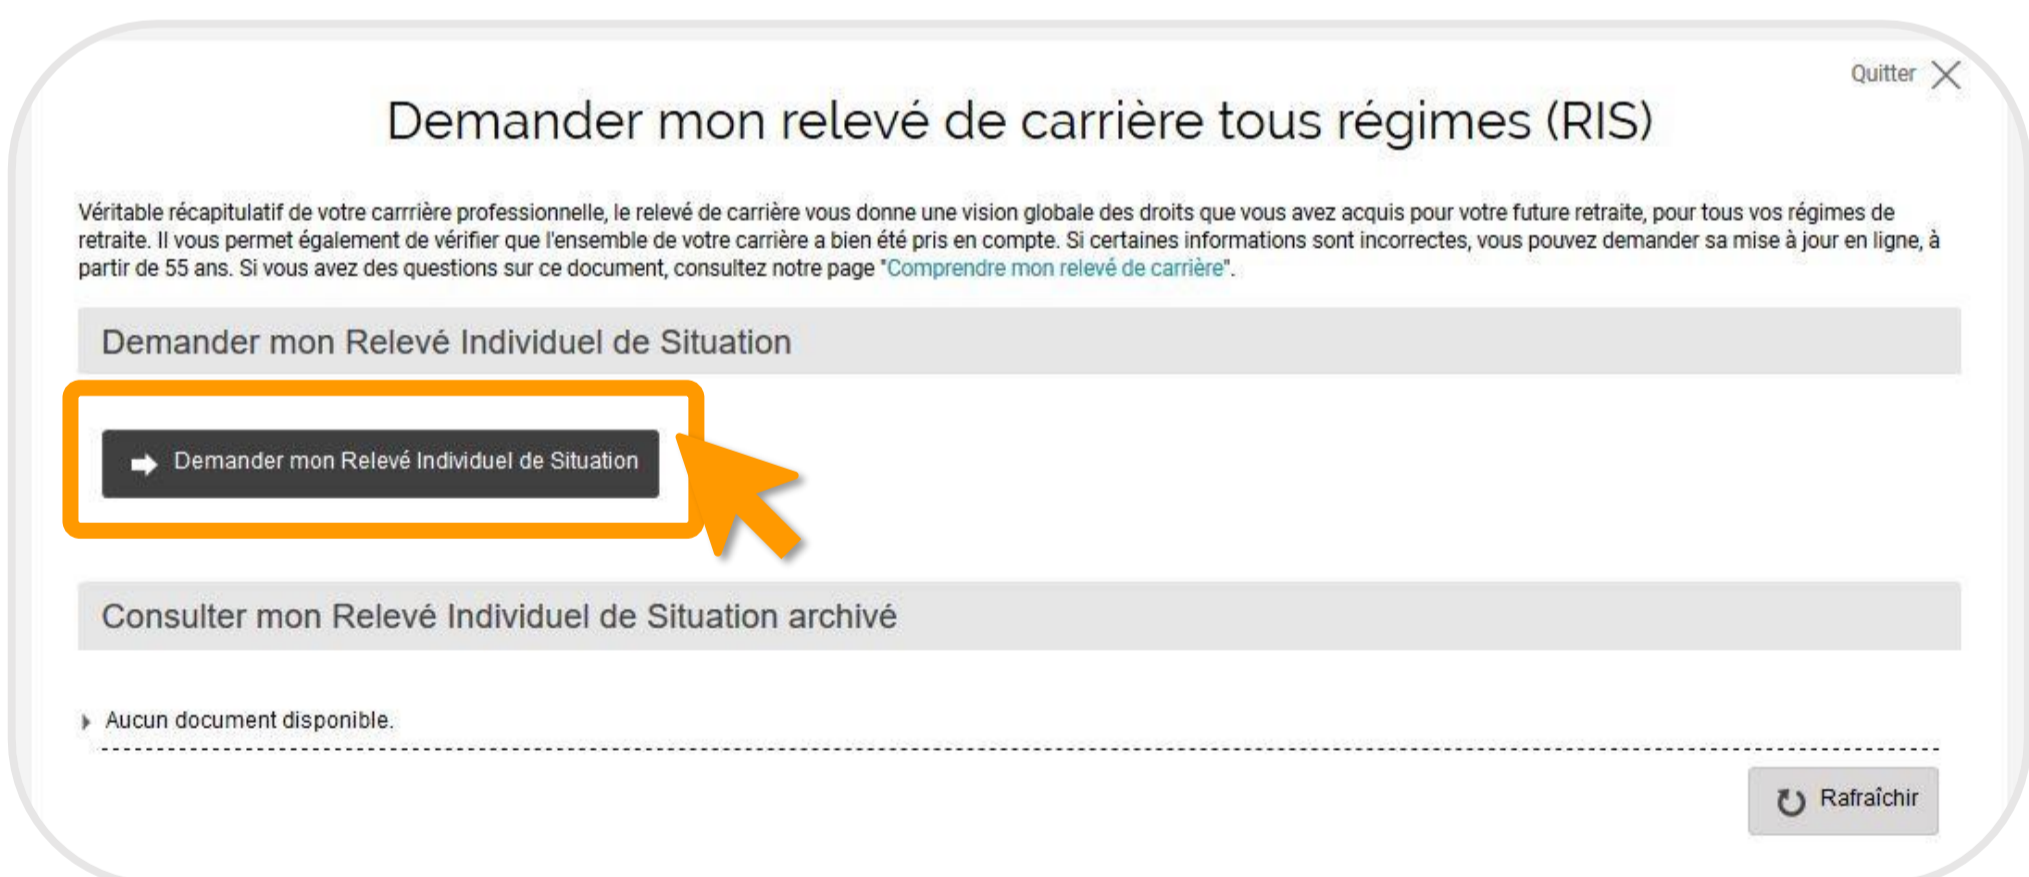 Quitter
Demander mon relevé de carrière tous régimes (RIS)
Véritable récapitulatif de votre carrrière professionnelle, le relevé de carrière vous donne une vision globale des droits que vous avez acquis pour votre future retraite, pour tous vos régimes de
retraite. Il vous permet également de vérifier que l'ensemble de votre carrière a bien été pris en compte. Si certaines informations sont incorrectes, vous pouvez demander sa mise à jour en ligne, à
partir de 55 ans. Si vous avez des questions sur ce document, consultez notre page "Comprendre mon relevé de carrière".
Demander mon Relevé Individuel de Situation
Demander mon Relevé Individuel de Situation
Consulter mon Relevé Individuel de Situation archivé
Aucun document disponible.
Rafraîchir